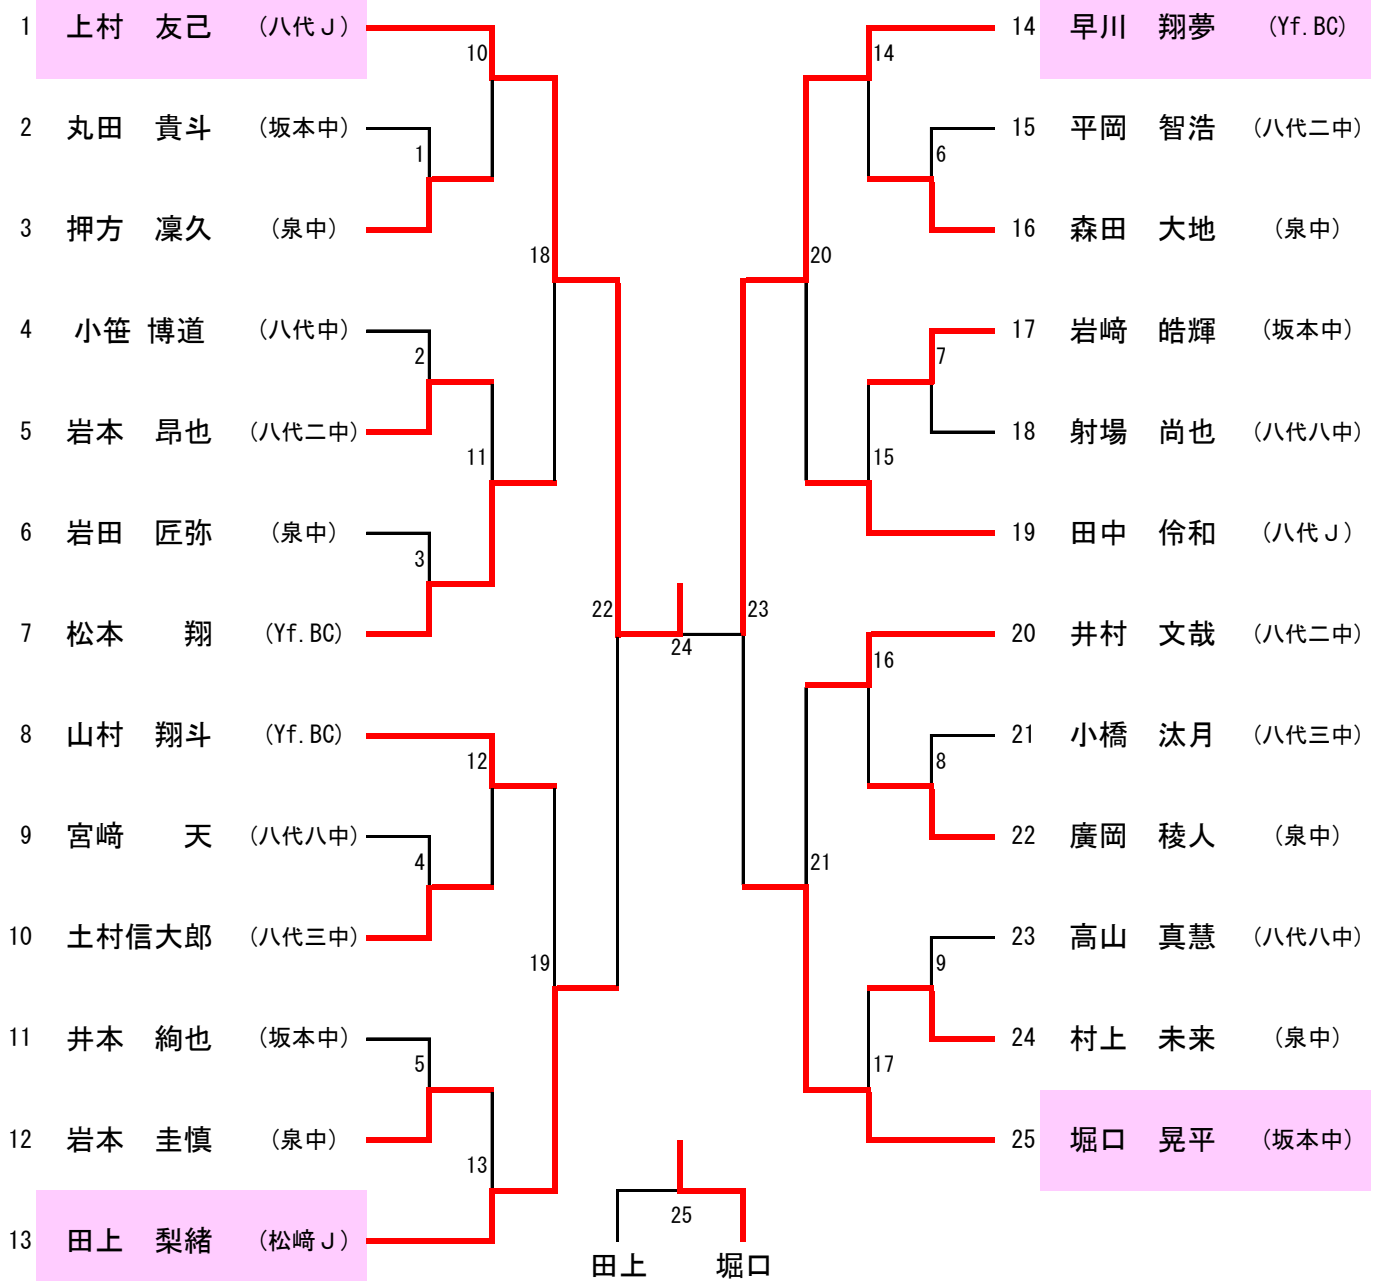 1 上村 友己 (八代Ｊ)
2 丸田 貴斗 (坂本中)
3 押方 凜久 (泉中)
4 小笹 博道 (八代中)
5 岩本 昂也 (八代二中)
6 岩田 匠弥 (泉中)
7 松本 翔 (Yf.BC)
8 山村 翔斗 (Yf.BC)
9 宮﨑 天 (八代八中)
10 土村信大郎 (八代三中)
11 井本 絢也 (坂本中)
12 岩本 圭慎 (泉中)
13 田上 梨緒 (松﨑Ｊ)
10
1
18
2
11
3
22
12
4
19
5
13
24
25
田上 堀口
14
6
20
7
15
23
16
8
21
9
17
14 早川 翔夢 (Yf.BC)
15 平岡 智浩 (八代二中)
16 森田 大地 (泉中)
17 岩﨑 皓輝 (坂本中)
18 射場 尚也 (八代八中)
19 田中 伶和 (八代Ｊ)
20 井村 文哉 (八代二中)
21 小橋 汰月 (八代三中)
22 廣岡 稜人 (泉中)
23 高山 真慧 (八代八中)
24 村上 未来 (泉中)
25 堀口 晃平 (坂本中)